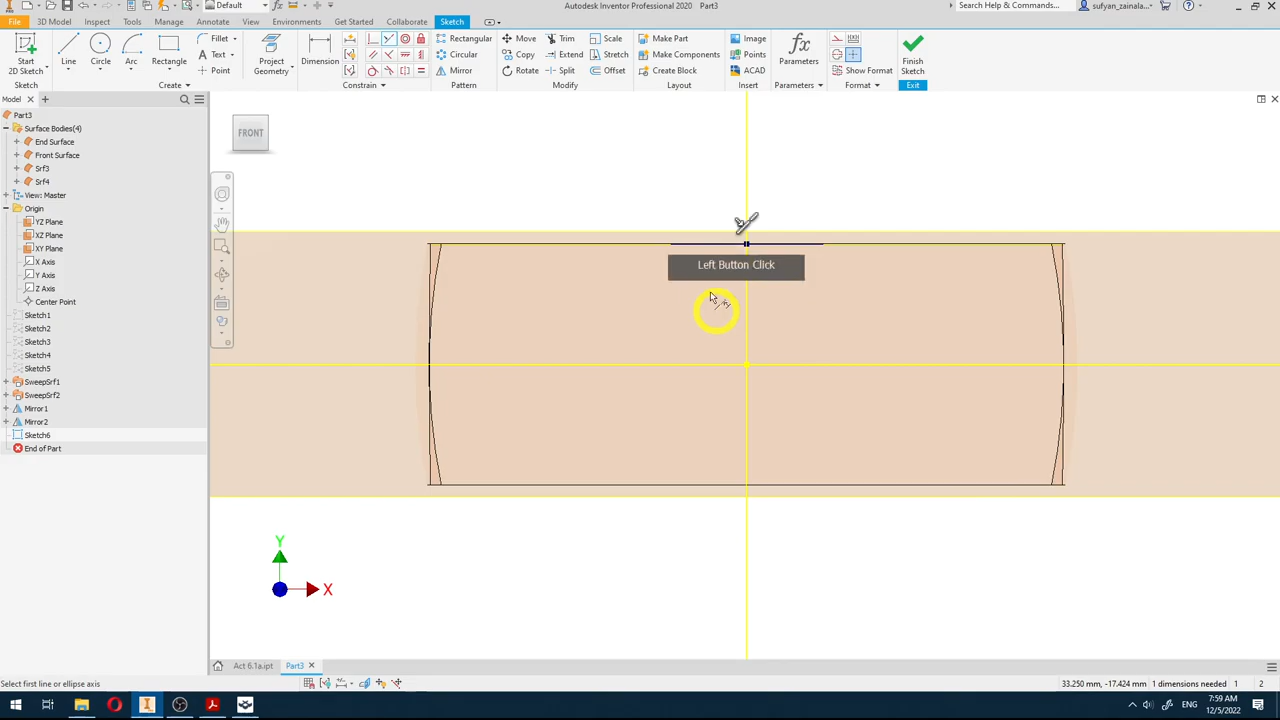 Default
Autodesk Inventor Professional 2020 Part3
Search Help & Commands...
sufyan_zainala...
File 3D Model Sketch Inspect Tools Manage Annotate View Environments Get Started Collaborate
Start 2D Sketch
Line
Circle
Arc
Rectangle
Fillet
Text
Point
Project Geometry
Dimension
Rectangular
Circular
Mirror
Move
Copy
Rotate
Trim
Extend
Split
Scale
Stretch
Offset
Make Part
Make Components
Create Block
Image
Points
ACAD
Parameters
Show Format
Finish Sketch
Sketch Create Constrain Pattern Modify Layout Insert Parameters Format Exit
Model
Part3
Surface Bodies(4)
End Surface
Front Surface
Srf3
Srf4
View: Master
Origin
YZ Plane
XZ Plane
XY Plane
X Axis
Y Axis
Z Axis
Center Point
Sketch1
Sketch2
Sketch3
Sketch4
Sketch5
SweepSrf1
SweepSrf2
Mirror1
Mirror2
Sketch6
End of Part
FRONT
Left Button Click
Y
X
Act 6.1a.ipt Part3
Select first line or ellipse axis
33.250 mm, -17.424 mm 1 dimensions needed 1 2
ENG
7:59 AM
12/5/2022